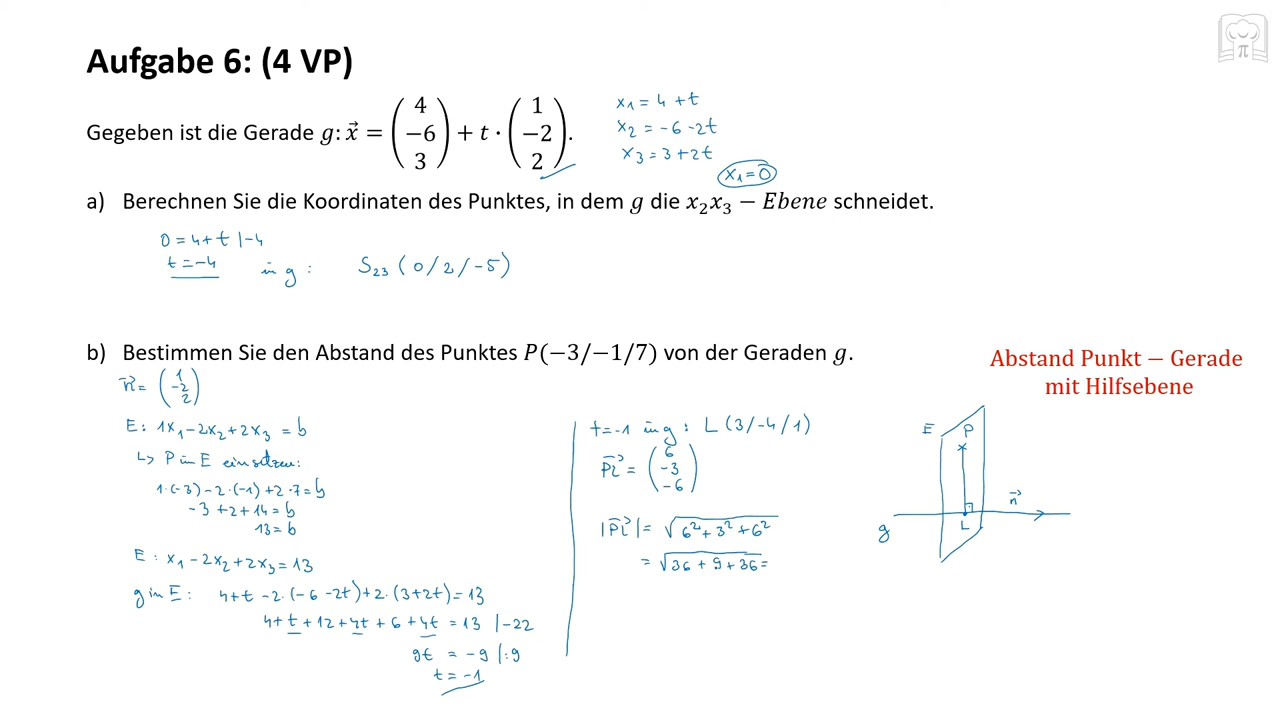 Aufgabe 6: (4 VP)
Gegeben ist die Gerade g: x⃗ = (4 −6 3) + t · (1 −2 2).
x₁ = 4 + t
x₂ = -6 -2t
x₃ = 3 + 2t
x₁ = 0
a) Berechnen Sie die Koordinaten des Punktes, in dem g die x₂x₃ − Ebene schneidet.
0 = 4 + t |-4
t = -4 in g: S₂₃ (0/2/-5)
b) Bestimmen Sie den Abstand des Punktes P(−3/−1/7) von der Geraden g.
Abstand Punkt − Gerade
mit Hilfsebene
n⃗ = (1 -2 2)
E: 1x₁ - 2x₂ + 2x₃ = b
↳ P in E einsetzen:
1·(-3) - 2·(-1) + 2·7 = b
-3 + 2 + 14 = b
13 = b
E: x₁ - 2x₂ + 2x₃ = 13
g in E: 4+t -2·(-6-2t) + 2·(3+2t) = 13
4 + t + 12 + 4t + 6 + 4t = 13 |-22
9t = -9 |:9
t = -1
t = -1 in g: L (3/-4/1)
PL⃗ = (6 -3 -6)
|PL⃗| = √6² + 3² + 6²
= √36 + 9 + 36 =
E
P
n⃗
g
L
π